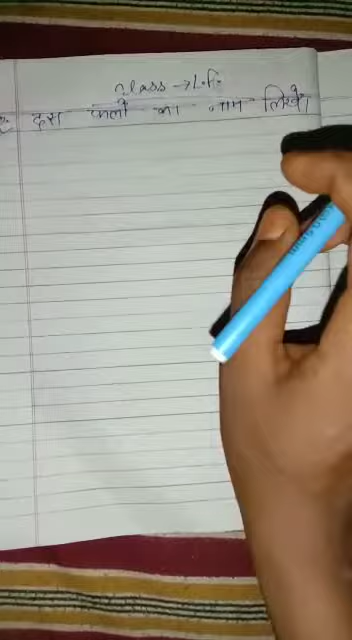 Class → L.K.G
दस फलों का नाम लिखें।